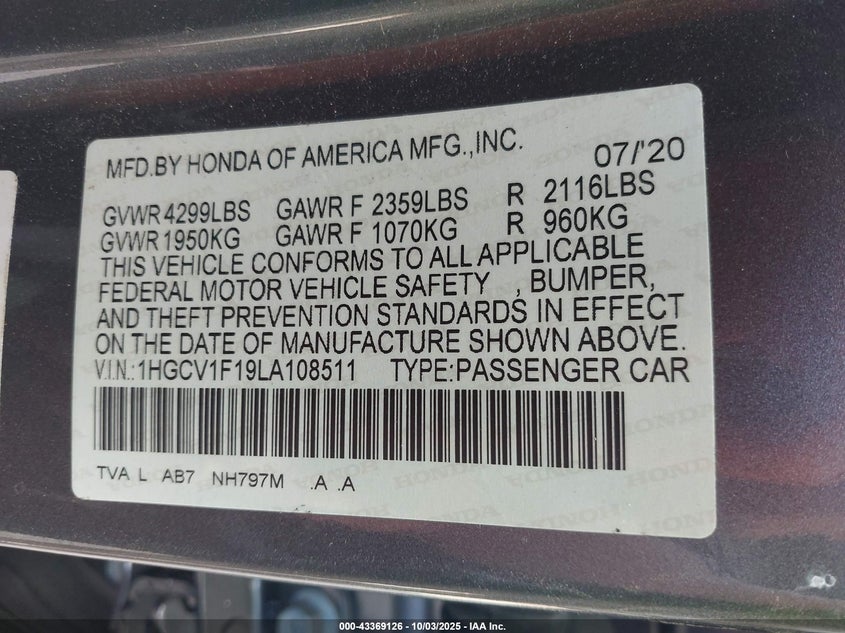 MFD.BY HONDA OF AMERICA MFG.,INC. 07/'20
GVWR 4299LBS GAWR F 2359LBS R 2116LBS
GVWR 1950KG GAWR F 1070KG R 960KG
THIS VEHICLE CONFORMS TO ALL APPLICABLE
FEDERAL MOTOR VEHICLE SAFETY , BUMPER,
AND THEFT PREVENTION STANDARDS IN EFFECT
ON THE DATE OF MANUFACTURE SHOWN ABOVE.
V.I.N.:1HGCV1F19LA108511 TYPE:PASSENGER CAR
TVA L AB7 NH797M .A .A
000-43369126 - 10/03/2025 - IAA Inc.